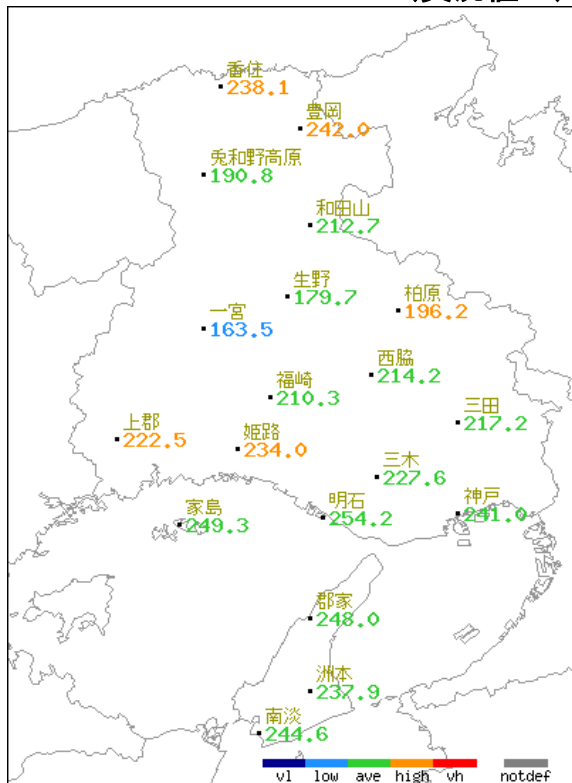 香住
238.1
豊岡
242.0
兎和野高原
190.8
和田山
212.7
生野
179.7
柏原
196.2
一宮
163.5
西脇
214.2
福崎
210.3
三田
217.2
上郡
222.5
姫路
234.0
三木
227.6
家島
249.3
明石
254.2
神戸
241.0
郡家
248.0
洲本
237.9
南淡
244.6
vl low ave high vh notdef